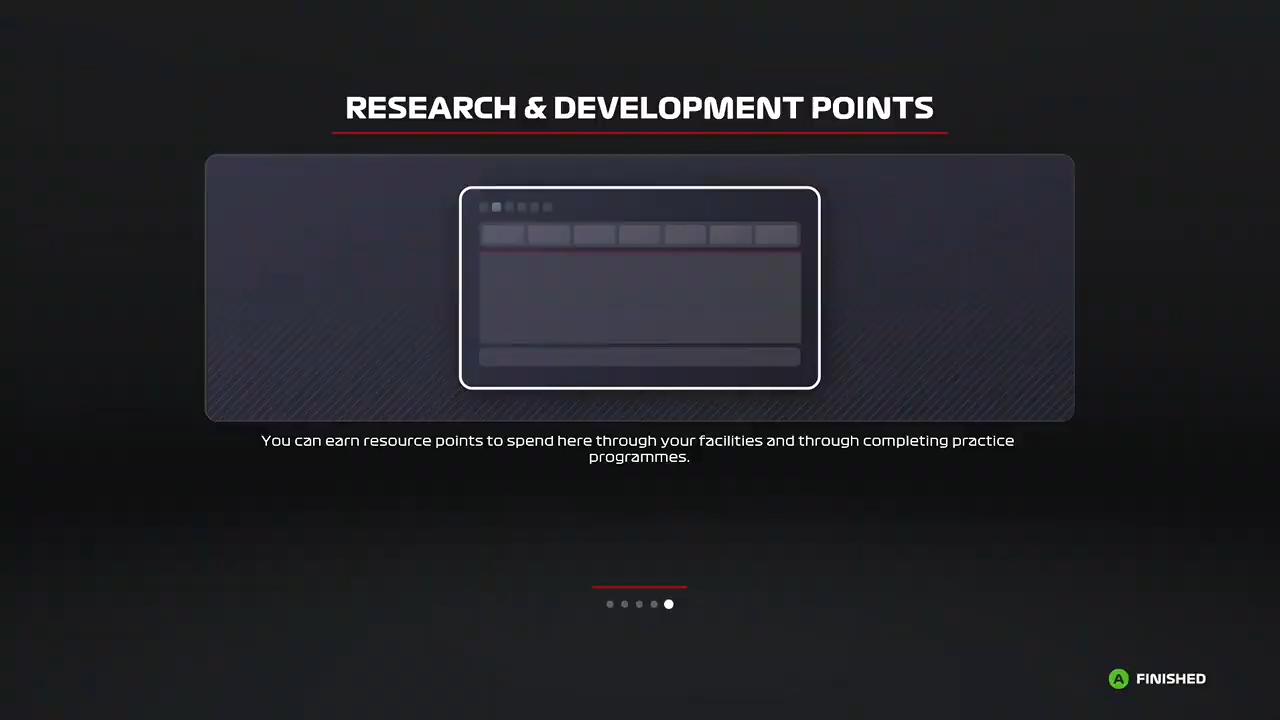 RESEARCH & DEVELOPMENT POINTS
You can earn resource points to spend here through your facilities and through completing practice
programmes.
A FINISHED